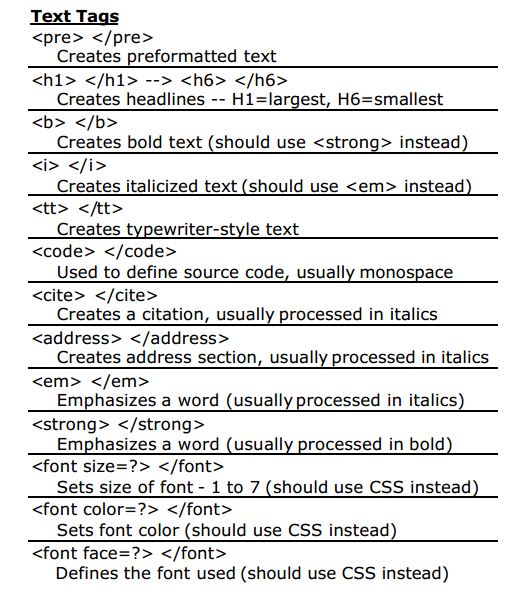 Text Tags
<pre> </pre>
Creates preformatted text
<h1> </h1> --> <h6> </h6>
Creates headlines -- H1=largest, H6=smallest
<b> </b>
Creates bold text (should use <strong> instead)
<i> </i>
Creates italicized text (should use <em> instead)
<tt> </tt>
Creates typewriter-style text
<code> </code>
Used to define source code, usually monospace
<cite> </cite>
Creates a citation, usually processed in italics
<address> </address>
Creates address section, usually processed in italics
<em> </em>
Emphasizes a word (usually processed in italics)
<strong> </strong>
Emphasizes a word (usually processed in bold)
<font size=?> </font>
Sets size of font - 1 to 7 (should use CSS instead)
<font color=?> </font>
Sets font color (should use CSS instead)
<font face=?> </font>
Defines the font used (should use CSS instead)